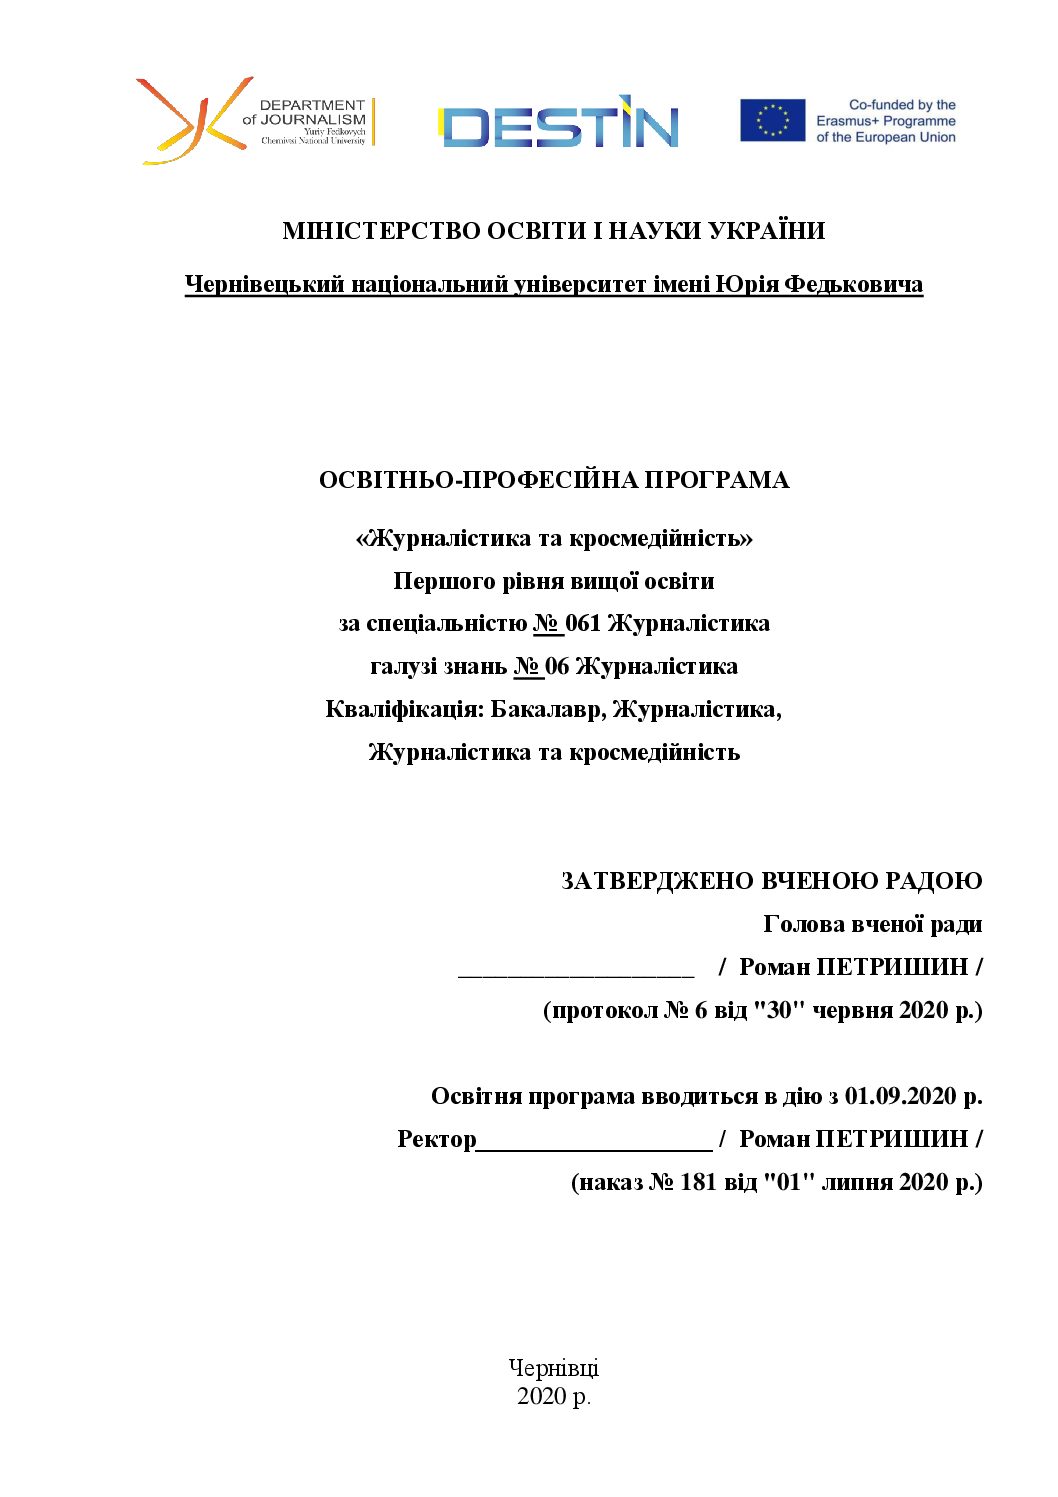 DEPARTMENT
of JOURNALISM
Yuriy Fedkovych
Chernivtsi National University
DESTIN
Co-funded by the
Erasmus+ Programme
of the European Union
МІНІСТЕРСТВО ОСВІТИ І НАУКИ УКРАЇНИ
Чернівецький національний університет імені Юрія Федьковича
ОСВІТНЬО-ПРОФЕСІЙНА ПРОГРАМА
«Журналістика та кросмедійність»
Першого рівня вищої освіти
за спеціальністю № 061 Журналістика
галузі знань № 06 Журналістика
Кваліфікація: Бакалавр, Журналістика,
Журналістика та кросмедійність
ЗАТВЕРДЖЕНО ВЧЕНОЮ РАДОЮ
Голова вченої ради
___________________ / Роман ПЕТРИШИН /
(протокол № 6 від "30" червня 2020 р.)
Освітня програма вводиться в дію з 01.09.2020 р.
Ректор___________________ / Роман ПЕТРИШИН /
(наказ № 181 від "01" липня 2020 р.)
Чернівці
2020 р.